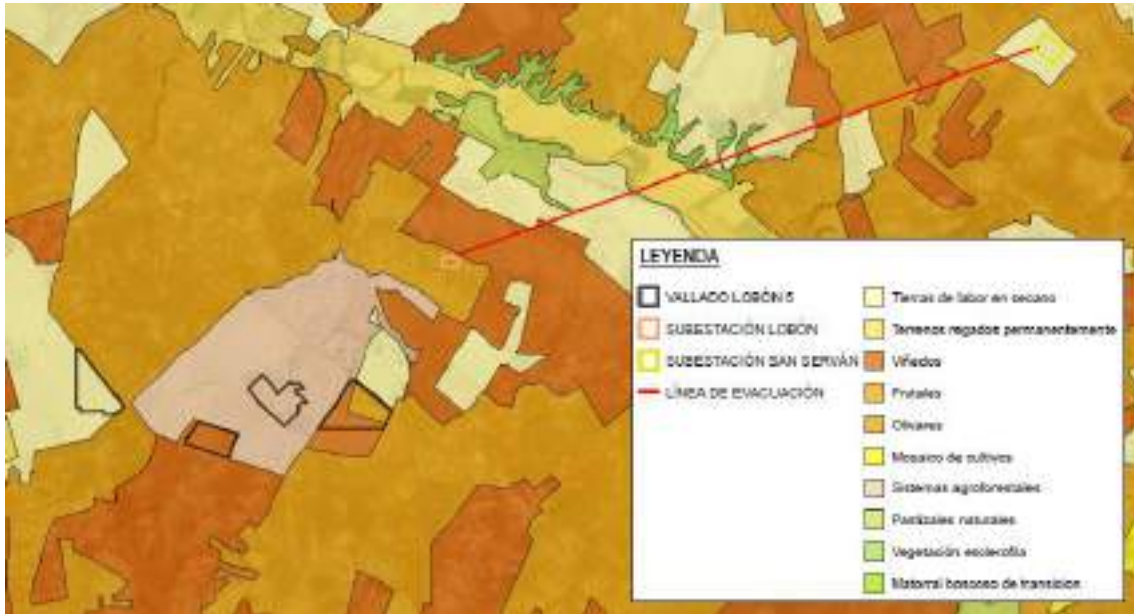 LEYENDA
VALLADO LOBÓN 5
SUBESTACIÓN LOBÓN
SUBESTACIÓN SAN SERVÁN
LÍNEA DE EVACUACIÓN
Tierras de labor en secano
Terrenos regados permanentemente
Viñedos
Frutales
Olivares
Mosaico de cultivos
Sistemas agroforestales
Pastizales naturales
Vegetación esclerofila
Matorral boscoso de transición